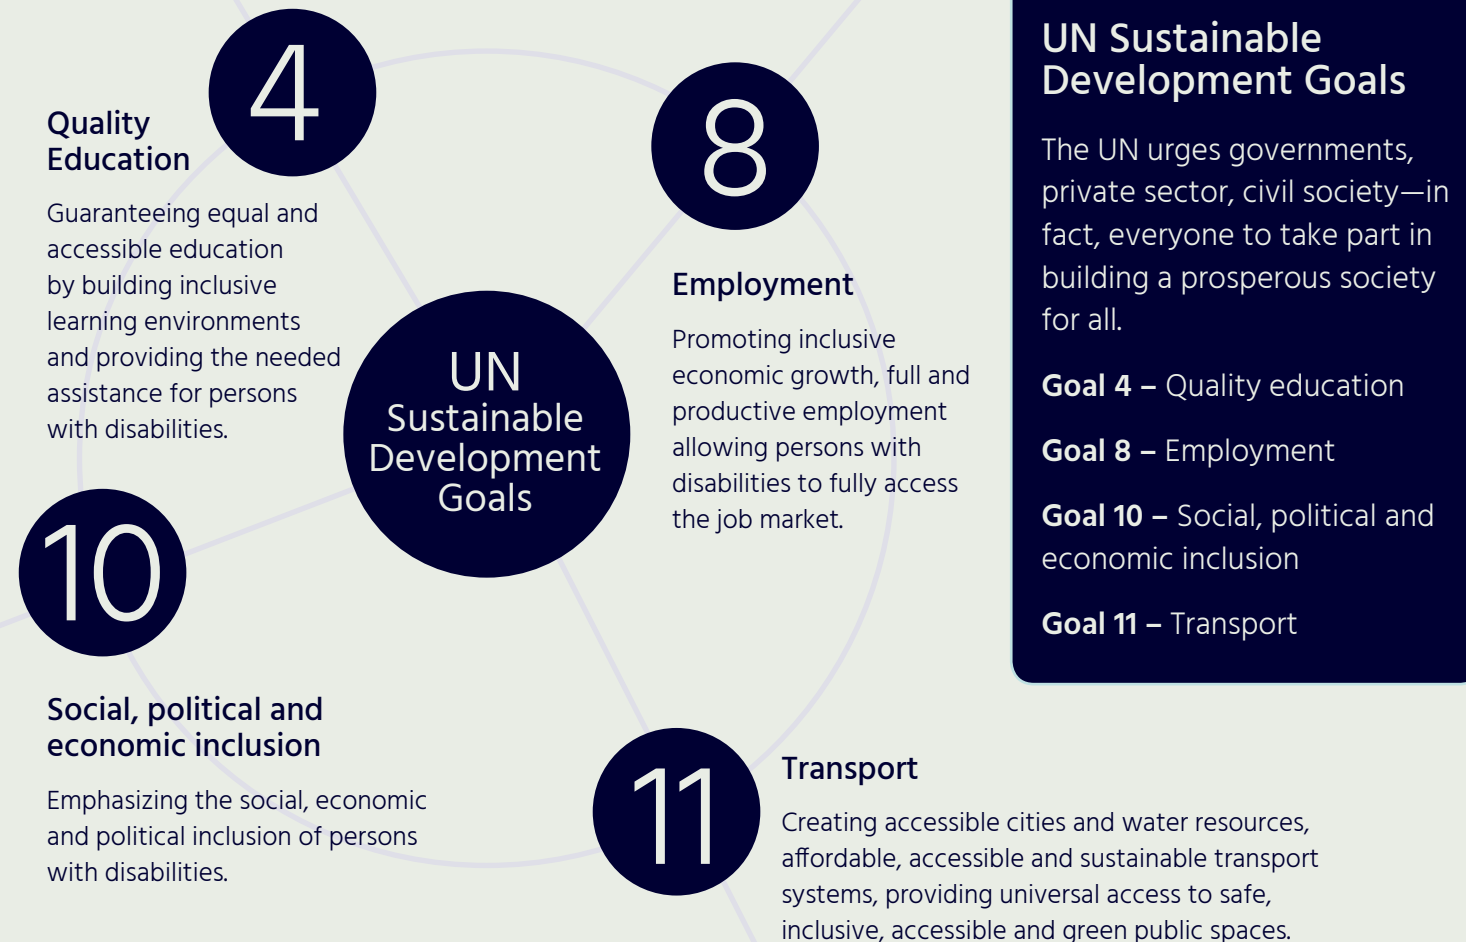 4
Quality
Education
Guaranteeing equal and
accessible education
by building inclusive
learning environments
and providing the needed
assistance for persons
with disabilities.
8
Employment
Promoting inclusive
economic growth, full and
productive employment
allowing persons with
disabilities to fully access
the job market.
UN
Sustainable
Development
Goals
10
Social, political and
economic inclusion
Emphasizing the social, economic
and political inclusion of persons
with disabilities.
11
Transport
Creating accessible cities and water resources,
affordable, accessible and sustainable transport
systems, providing universal access to safe,
inclusive, accessible and green public spaces.
UN Sustainable
Development Goals
The UN urges governments,
private sector, civil society—in
fact, everyone to take part in
building a prosperous society
for all.
Goal 4 – Quality education
Goal 8 – Employment
Goal 10 – Social, political and
economic inclusion
Goal 11 – Transport